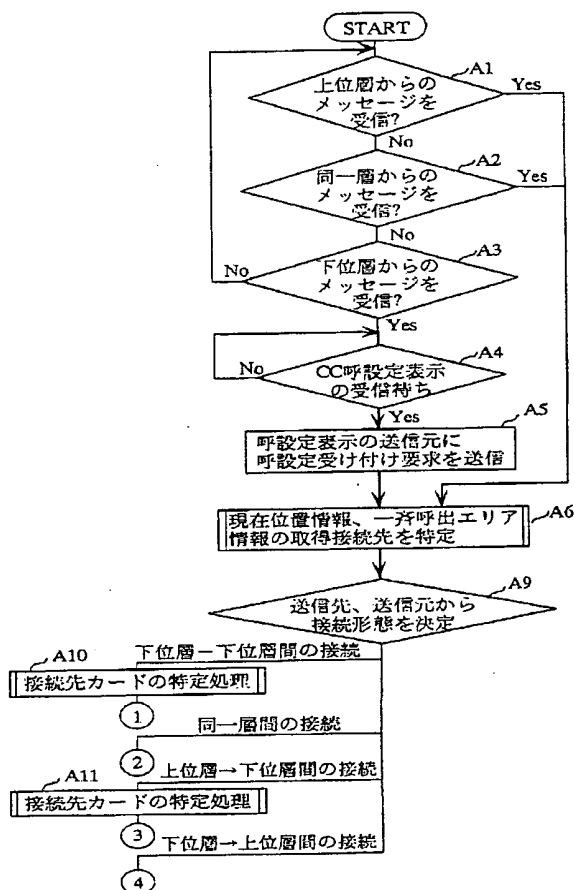 START
A1
上位層からの
メッセージを
受信?
Yes
No
A2
同一層からの
メッセージを
受信?
Yes
No
A3
下位層からの
メッセージを
受信?
No
Yes
A4
CC呼設定表示
の受信待ち
No
Yes
A5
呼設定表示の送信元に
呼設定受け付け要求を送信
A6
現在位置情報、一斉呼出エリア
情報の取得接続先を特定
A9
送信先、送信元から
接続形態を決定
下位層－下位層間の接続
A10
接続先カードの特定処理
1
同一層間の接続
2
上位層→下位層間の接続
A11
接続先カードの特定処理
3
下位層→上位層間の接続
4